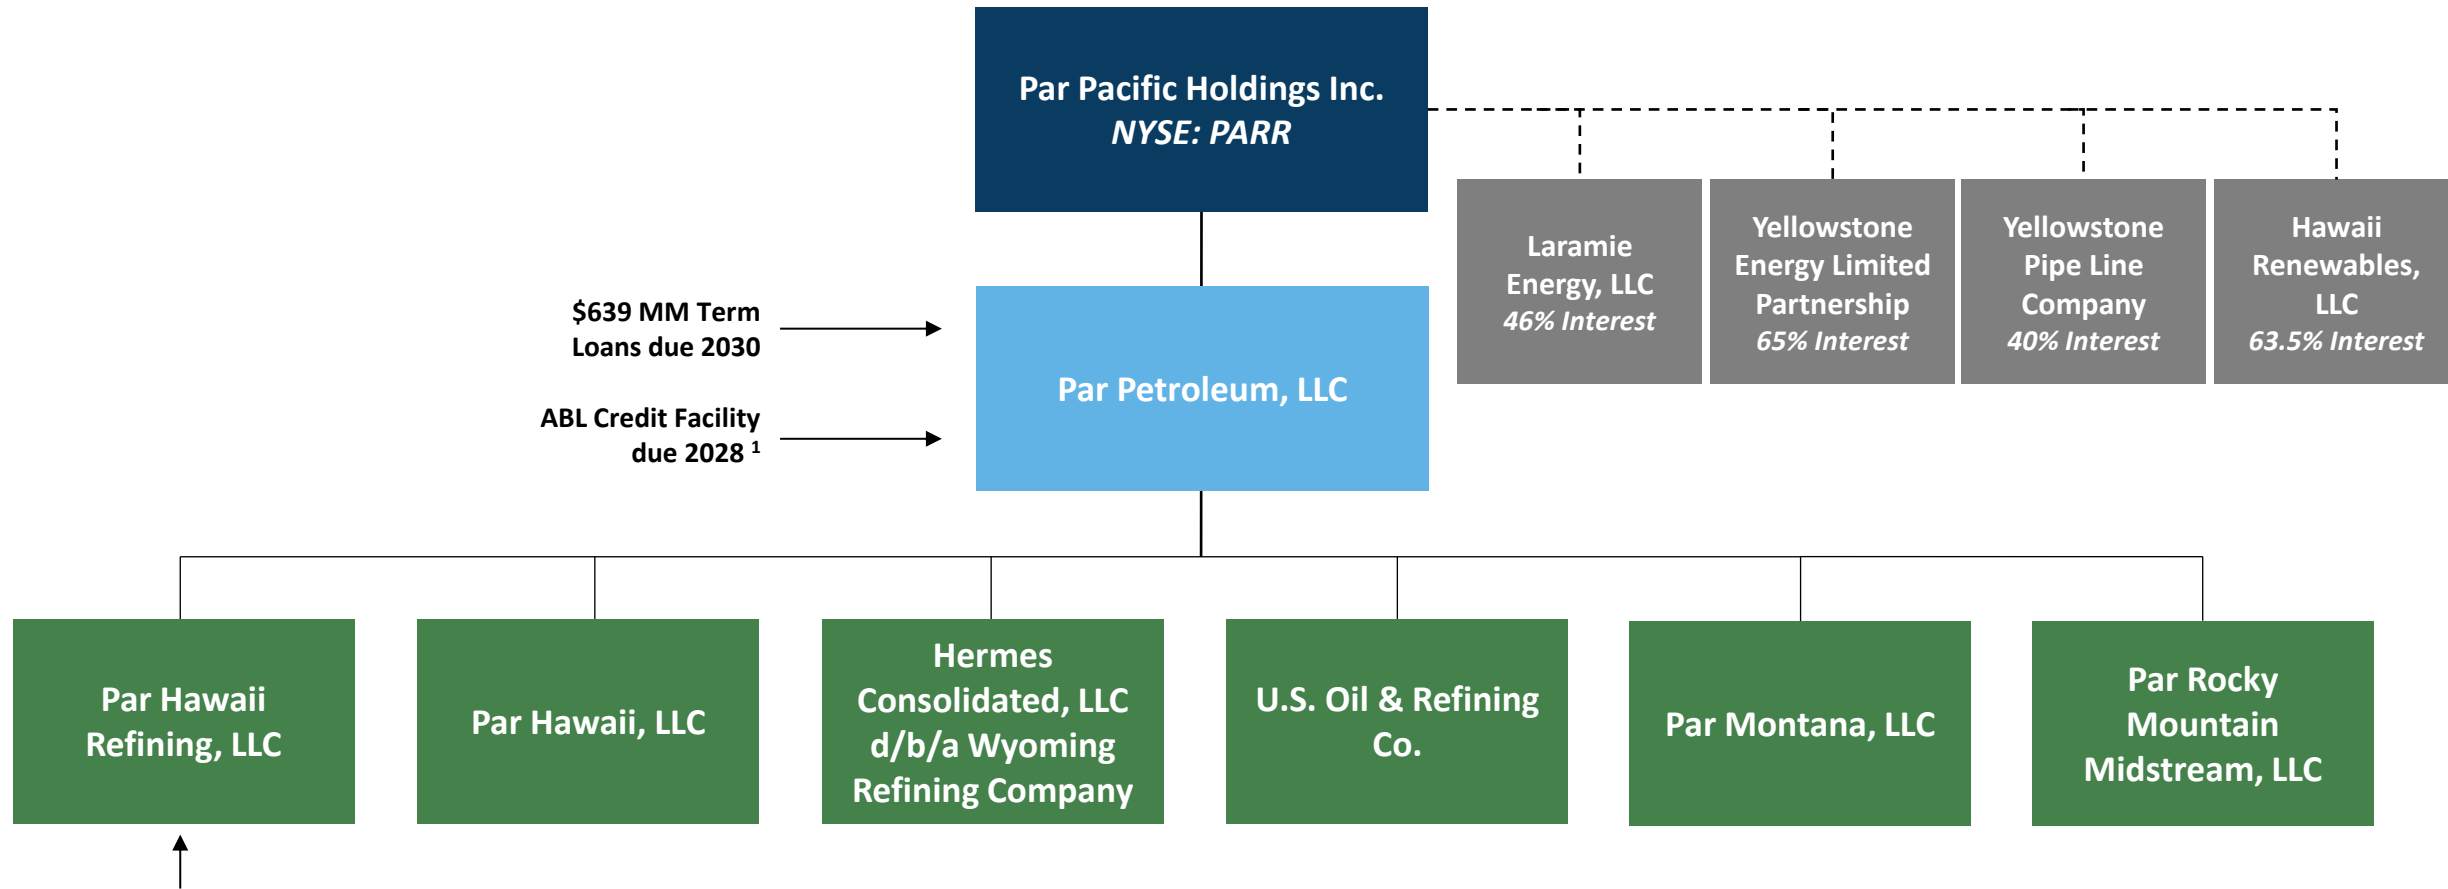 Par Pacific Holdings Inc.
NYSE: PARR
Laramie
Energy, LLC
46% Interest
Yellowstone
Energy Limited
Partnership
65% Interest
Yellowstone
Pipe Line
Company
40% Interest
Hawaii
Renewables,
LLC
63.5% Interest
$639 MM Term
Loans due 2030
ABL Credit Facility
due 2028 ¹
Par Petroleum, LLC
Par Hawaii
Refining, LLC
Par Hawaii, LLC
Hermes
Consolidated, LLC
d/b/a Wyoming
Refining Company
U.S. Oil & Refining
Co.
Par Montana, LLC
Par Rocky
Mountain
Midstream, LLC